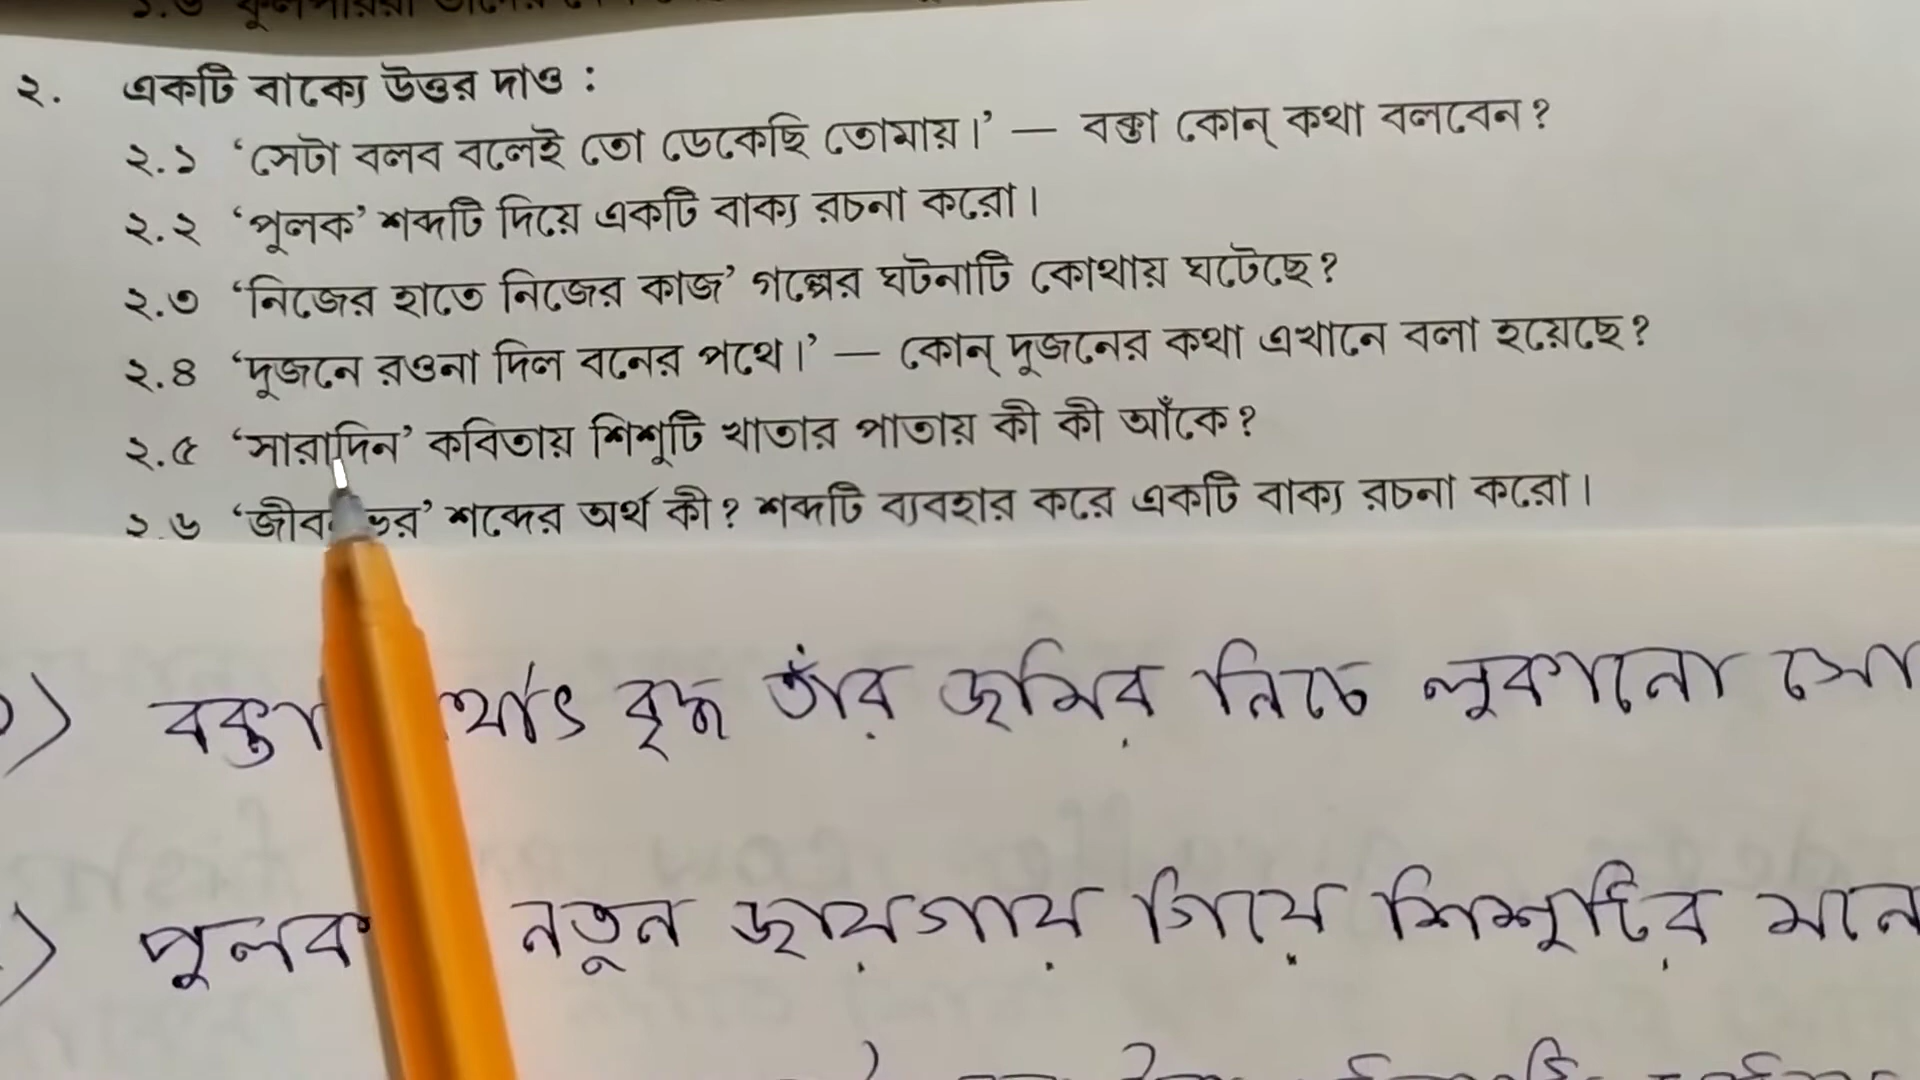 ২. একটি বাক্যে উত্তর দাও :
২.১ ‘সেটা বলব বলেই তো ডেকেছি তোমায়।’ — বক্তা কোন্ কথা বলবেন?
২.২ ‘পুলক’ শব্দটি দিয়ে একটি বাক্য রচনা করো।
২.৩ ‘নিজের হাতে নিজের কাজ’ গল্পের ঘটনাটি কোথায় ঘটেছে?
২.৪ ‘দুজনে রওনা দিল বনের পথে।’ — কোন্ দুজনের কথা এখানে বলা হয়েছে?
২.৫ ‘সারাদিন’ কবিতায় শিশুটি খাতার পাতায় কী কী আঁকে?
২.৬ শব্দের অর্থ কী? শব্দটি ব্যবহার করে একটি বাক্য রচনা করো।
বক্তা বৃদ্ধ তাঁর জমির নিচে লুকানো
পুলক নতুন জায়গায় গিয়ে শিশুটির মনে